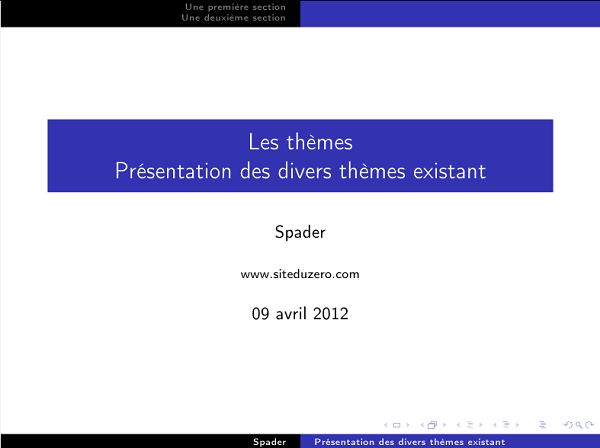 Une première section
Une deuxième section
Les thèmes
Présentation des divers thèmes existant
Spader
www.siteduzero.com
09 avril 2012
Spader
Présentation des divers thèmes existant